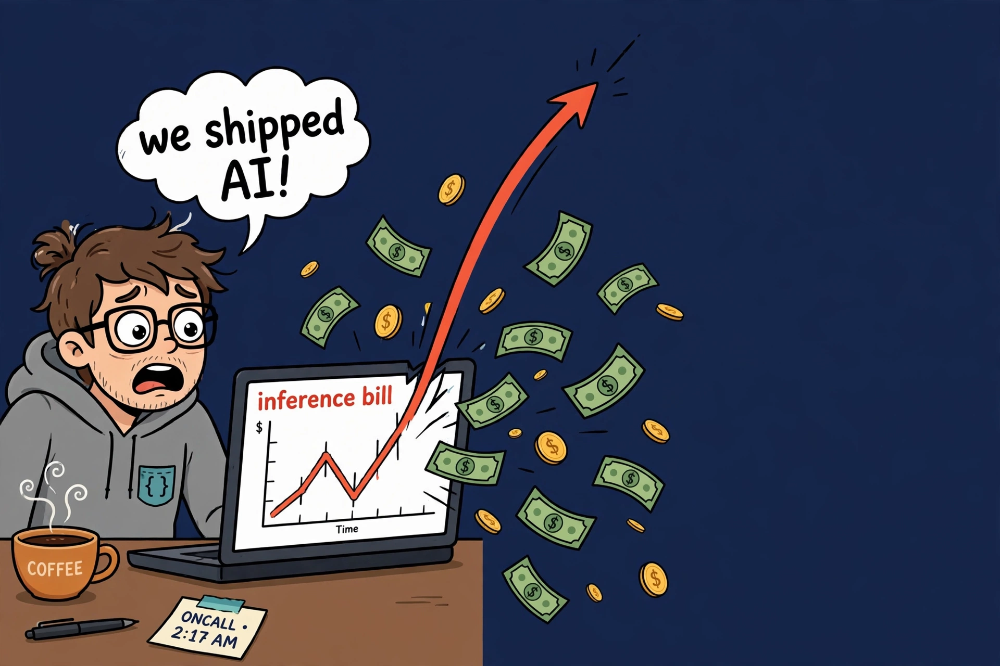 we shipped
AI!
inference bill
$
Time
{ }
COFFEE
ONCALL •
2:17 AM